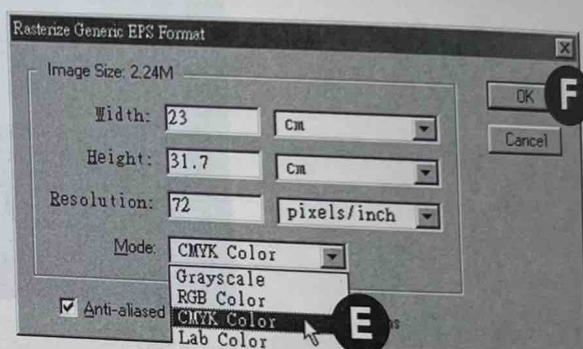 Rasterize Generic EPS Format
Image Size: 2.24M
Width: 23 Cm
Height: 31.7 Cm
Resolution: 72 pixels/inch
Mode: CMYK Color
Grayscale
RGB Color
CMYK Color
Lab Color
Anti-aliased
OK
F
Cancel
E